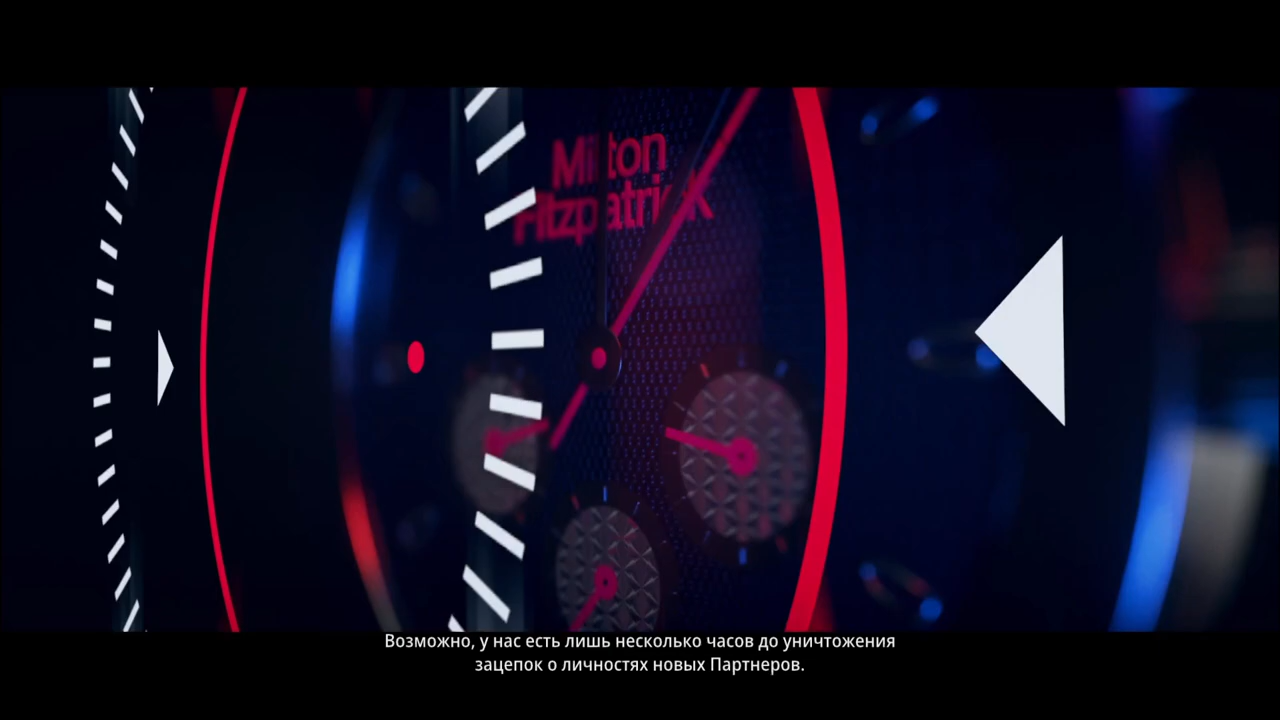 Milton
Fitzpatrick
Возможно, у нас есть лишь несколько часов до уничтожения
зацепок о личностях новых Партнеров.